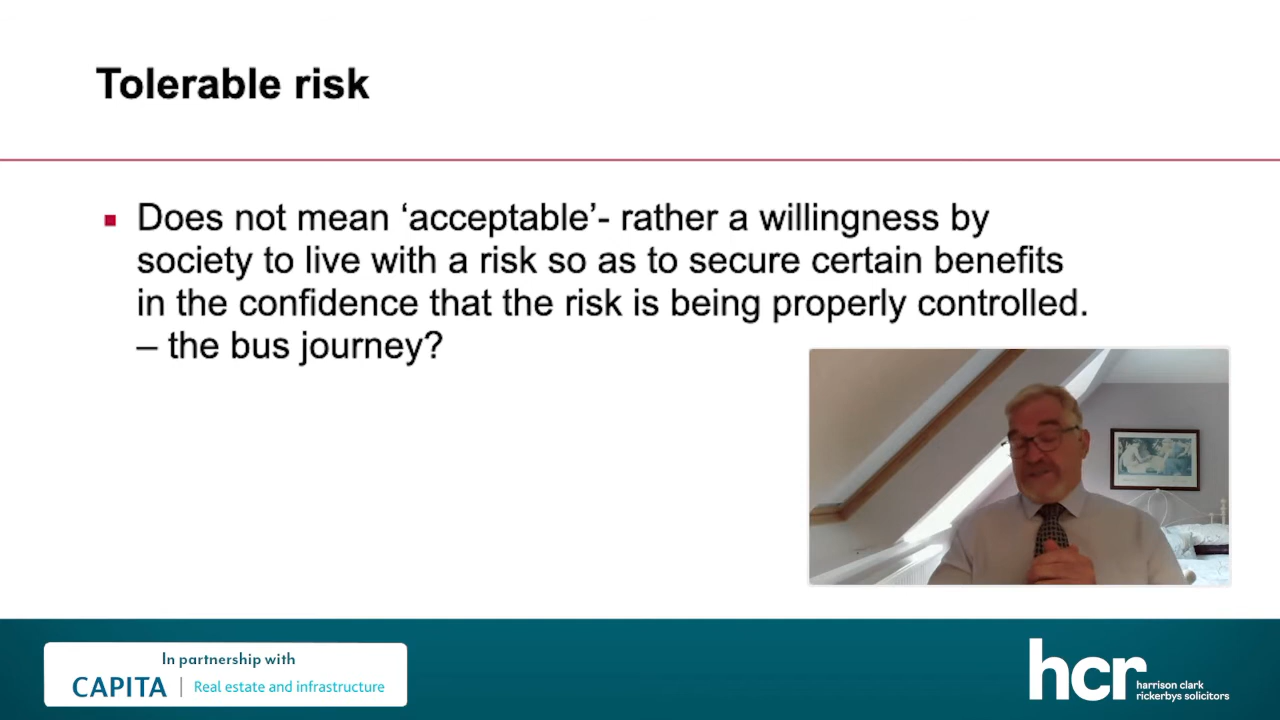 Tolerable risk
▪ Does not mean ‘acceptable’- rather a willingness by
society to live with a risk so as to secure certain benefits
in the confidence that the risk is being properly controlled.
– the bus journey?
In partnership with
CAPITA | Real estate and infrastructure
hcr harrison clark
rickerbys solicitors